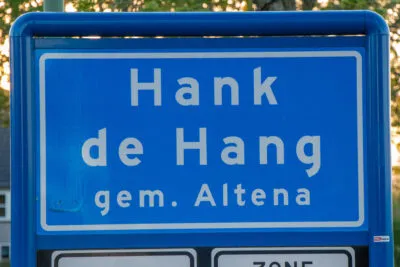 Hank
de Hang
gem. Altena
ZONE